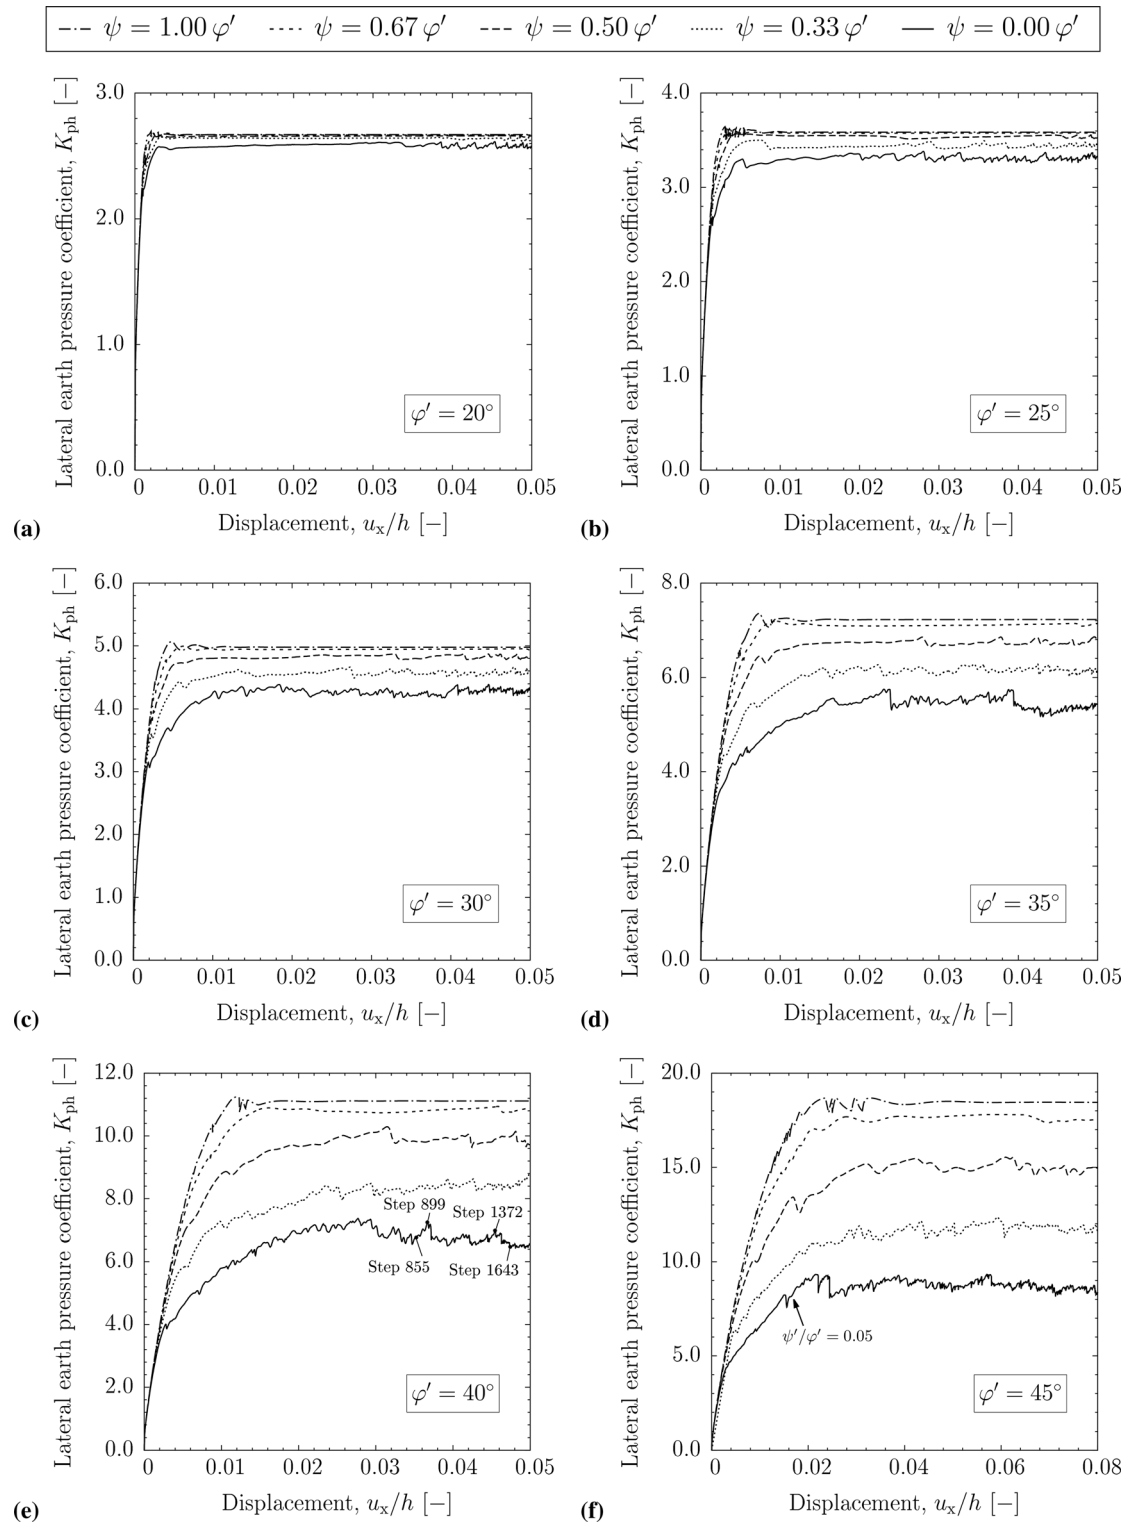 ψ = 1.00 φ′ ψ = 0.67 φ′ ψ = 0.50 φ′ ψ = 0.33 φ′ ψ = 0.00 φ′
Lateral earth pressure coefficient, Kph [−]
3.0
2.0
1.0
0.0
φ′ = 20°
0 0.01 0.02 0.03 0.04 0.05
(a) Displacement, ux/h [−]
Lateral earth pressure coefficient, Kph [−]
4.0
3.0
2.0
1.0
0.0
φ′ = 25°
0 0.01 0.02 0.03 0.04 0.05
(b) Displacement, ux/h [−]
Lateral earth pressure coefficient, Kph [−]
6.0
5.0
4.0
3.0
2.0
1.0
0.0
φ′ = 30°
0 0.01 0.02 0.03 0.04 0.05
(c) Displacement, ux/h [−]
Lateral earth pressure coefficient, Kph [−]
8.0
6.0
4.0
2.0
0.0
φ′ = 35°
0 0.01 0.02 0.03 0.04 0.05
(d) Displacement, ux/h [−]
Lateral earth pressure coefficient, Kph [−]
12.0
10.0
8.0
6.0
4.0
2.0
0.0
Step 899
Step 1372
Step 855
Step 1643
φ′ = 40°
0 0.01 0.02 0.03 0.04 0.05
(e) Displacement, ux/h [−]
Lateral earth pressure coefficient, Kph [−]
20.0
15.0
10.0
5.0
0.0
ψ′/φ′ = 0.05
φ′ = 45°
0 0.02 0.04 0.06 0.08
(f) Displacement, ux/h [−]